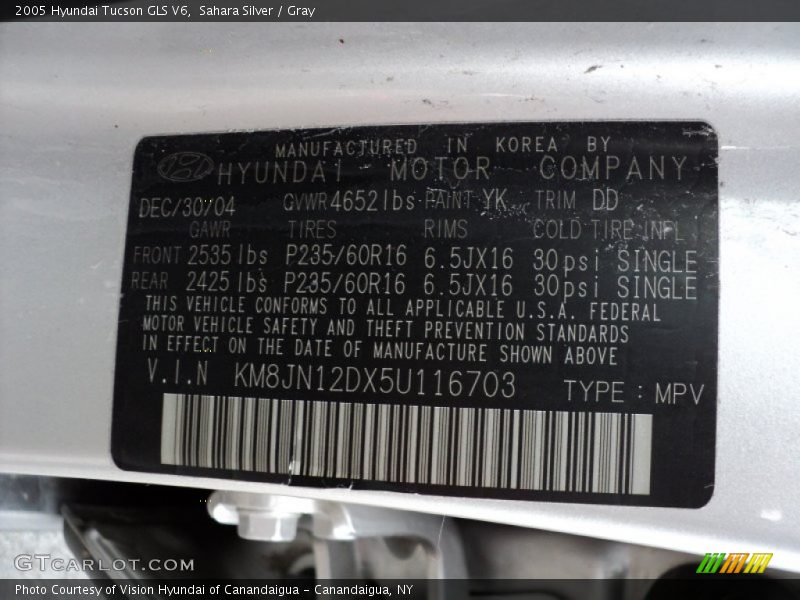 2005 Hyundai Tucson GLS V6, Sahara Silver / Gray
MANUFACTURED IN KOREA BY
HYUNDAI MOTOR COMPANY
DEC/30/04 GVWR 4652lbs PAINT YK TRIM DD
GAWR TIRES RIMS COLD TIRE INFL
FRONT 2535lbs P235/60R16 6.5JX16 30psi SINGLE
REAR 2425lbs P235/60R16 6.5JX16 30psi SINGLE
THIS VEHICLE CONFORMS TO ALL APPLICABLE U.S.A. FEDERAL
MOTOR VEHICLE SAFETY AND THEFT PREVENTION STANDARDS
IN EFFECT ON THE DATE OF MANUFACTURE SHOWN ABOVE
V.I.N KM8JN12DX5U116703 TYPE : MPV
GTCARLOT.COM
Photo Courtesy of Vision Hyundai of Canandaigua - Canandaigua, NY